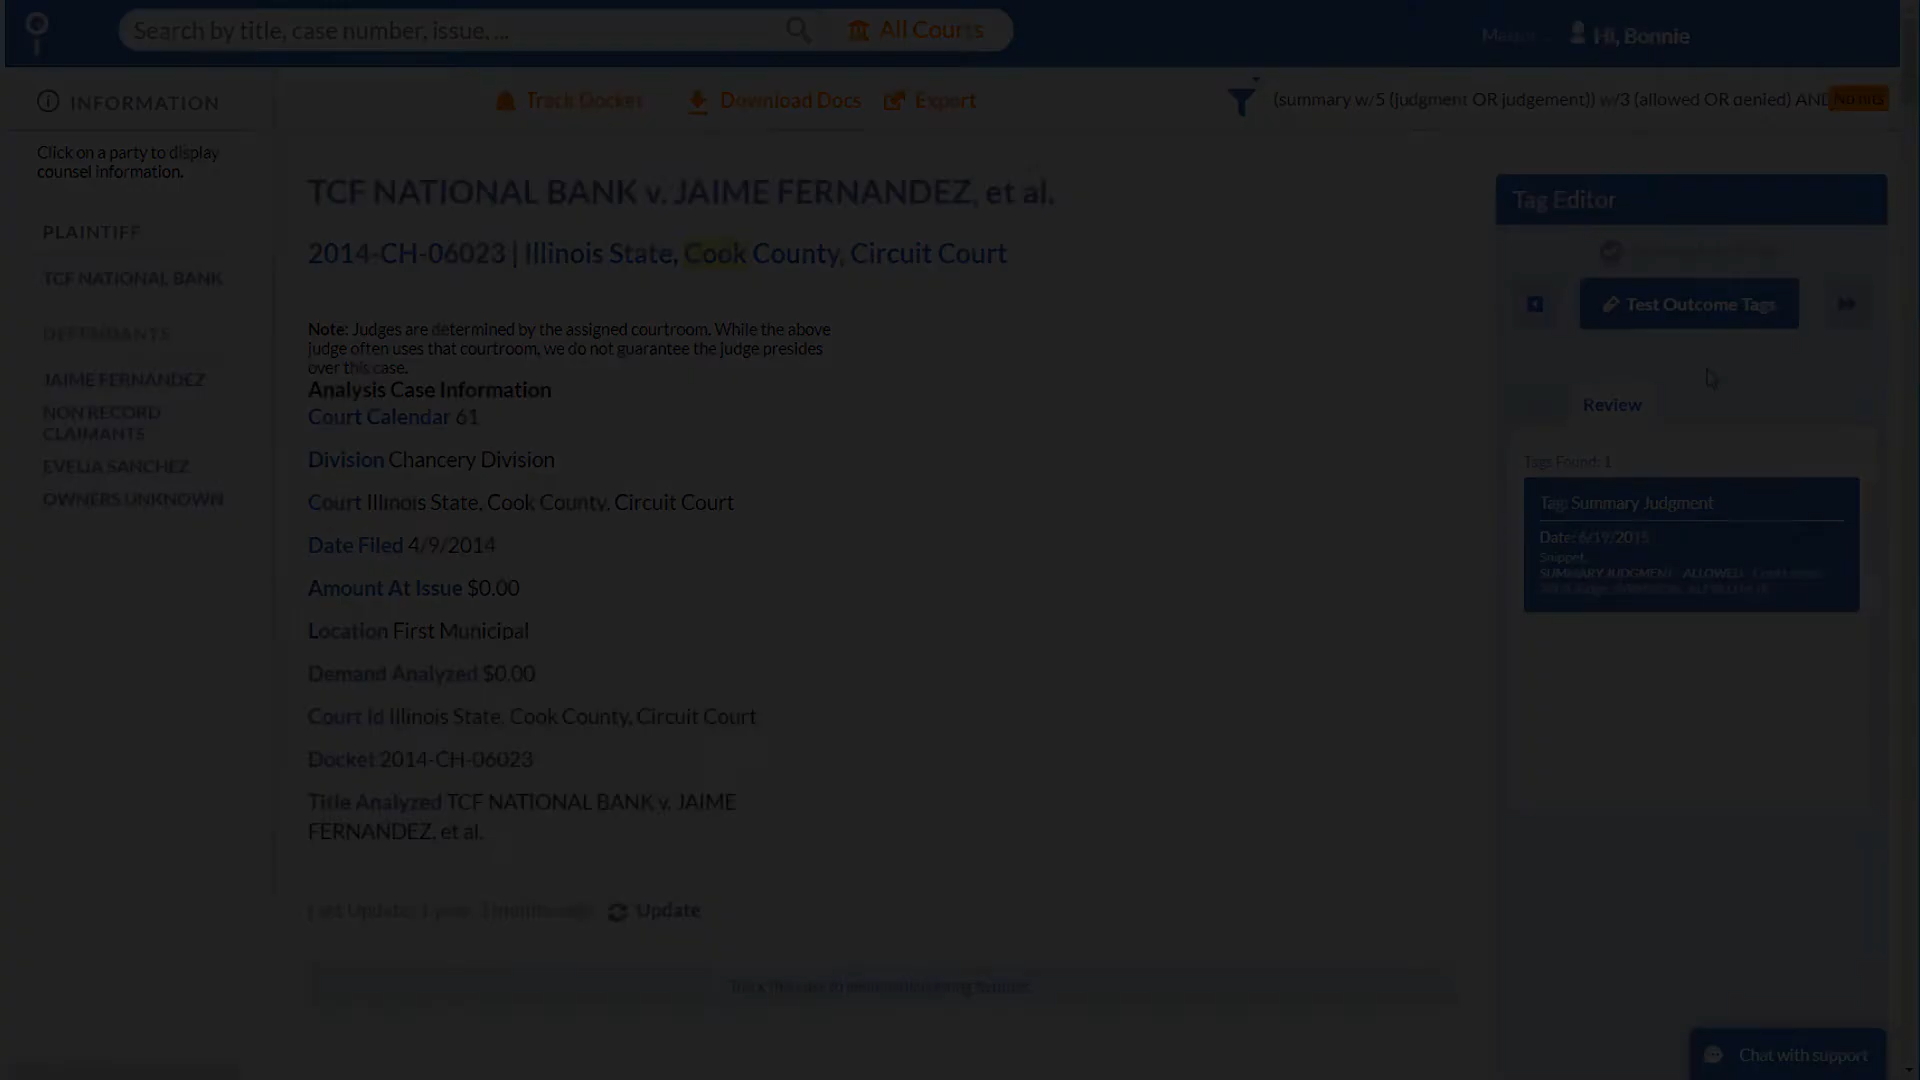 Search by title, case number, issue, ...
All Courts
Hi, Bonnie
INFORMATION
Track Docket
Download Docs
Export
(summary w/5 (judgment OR judgement)) w/3 (allowed OR denied) AND
No hits
Click on a party to display
counsel information.
PLAINTIFF
TCF NATIONAL BANK
DEFENDANTS
JAIME FERNANDEZ
NON RECORD
CLAIMANTS
EVELIA SANCHEZ
OWNERS UNKNOWN
TCF NATIONAL BANK v. JAIME FERNANDEZ, et al.
2014-CH-06023 | Illinois State, Cook County, Circuit Court
Note: Judges are determined by the assigned courtroom. While the above
judge often uses that courtroom, we do not guarantee the judge presides
over this case.
Analysis Case Information
Court Calendar 61
Division Chancery Division
Court Illinois State, Cook County, Circuit Court
Date Filed 4/9/2014
Amount At Issue $0.00
Location First Municipal
Demand Analyzed $0.00
Court Id Illinois State, Cook County, Circuit Court
Docket 2014-CH-06023
Title Analyzed TCF NATIONAL BANK v. JAIME
FERNANDEZ, et al.
Last Update: 1 year,
Update
Tag Editor
Test Outcome Tags
Review
Tags Found: 1
Tag: Summary Judgment
Date: 6/19/2015
Snippet:
SUMMARY JUDGMENT - ALLOWED
Chat with support